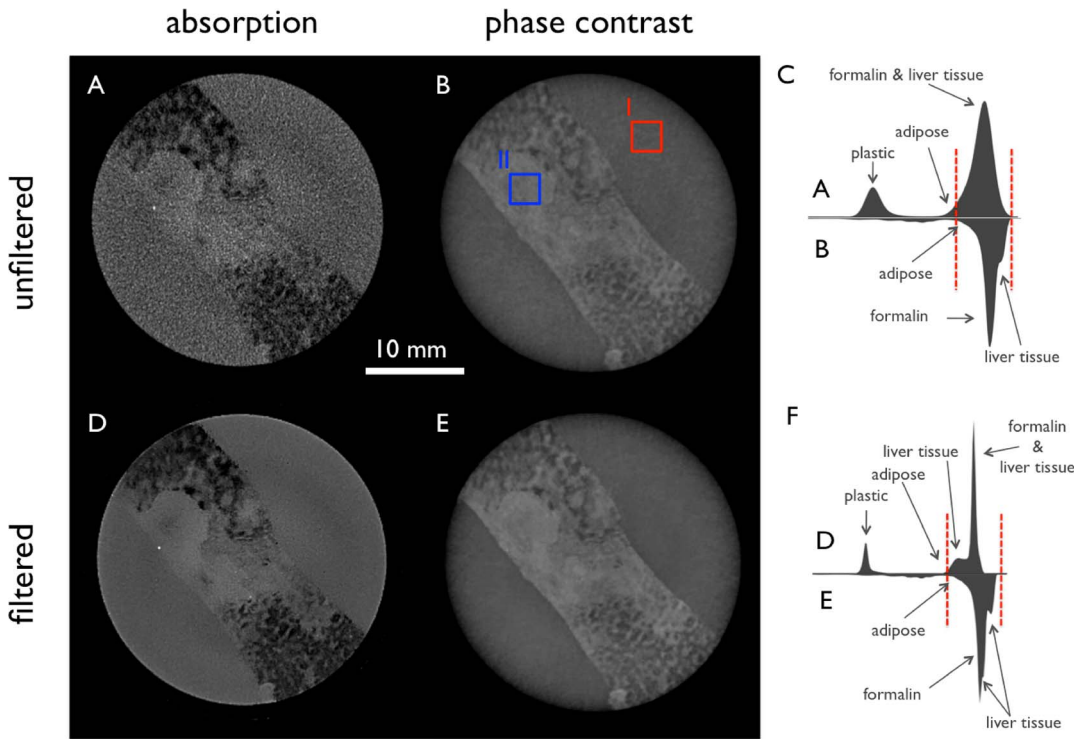 absorption
phase contrast
unfiltered
filtered
A
B
I
II
10 mm
D
E
C
formalin & liver tissue
adipose
plastic
A
B
adipose
formalin
liver tissue
F
formalin
&
liver tissue
liver tissue
adipose
plastic
D
E
adipose
formalin
liver tissue